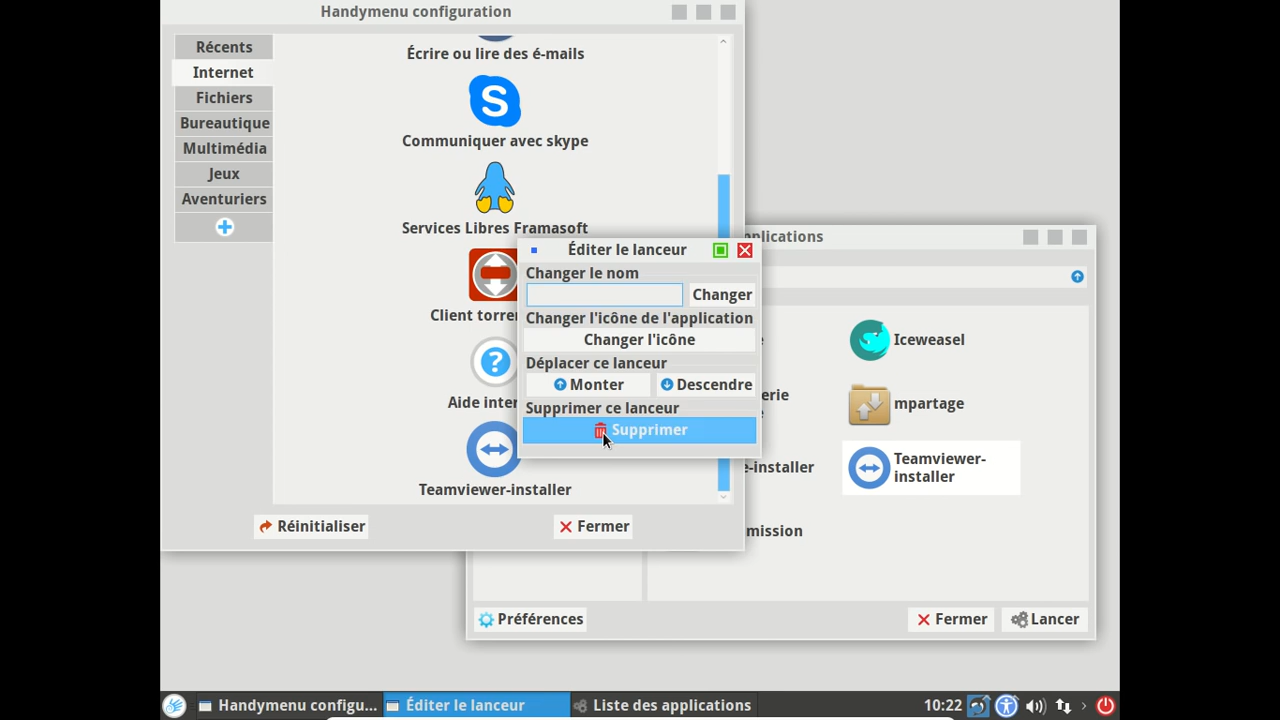 Handymenu configuration
Récents
Internet
Fichiers
Bureautique
Multimédia
Jeux
Aventuriers
Écrire ou lire des é-mails
Communiquer avec skype
Services Libres Framasoft
Client torre
Aide inter
Teamviewer-installer
Réinitialiser
Fermer
Éditer le lanceur
Changer le nom
Changer
Changer l'icône de l'application
Changer l'icône
Déplacer ce lanceur
Monter
Descendre
Supprimer ce lanceur
Supprimer
plications
Iceweasel
erie
mpartage
e-installer
Teamviewer-
installer
mission
Préférences
Fermer
Lancer
Handymenu configu...
Éditer le lanceur
Liste des applications
10:22